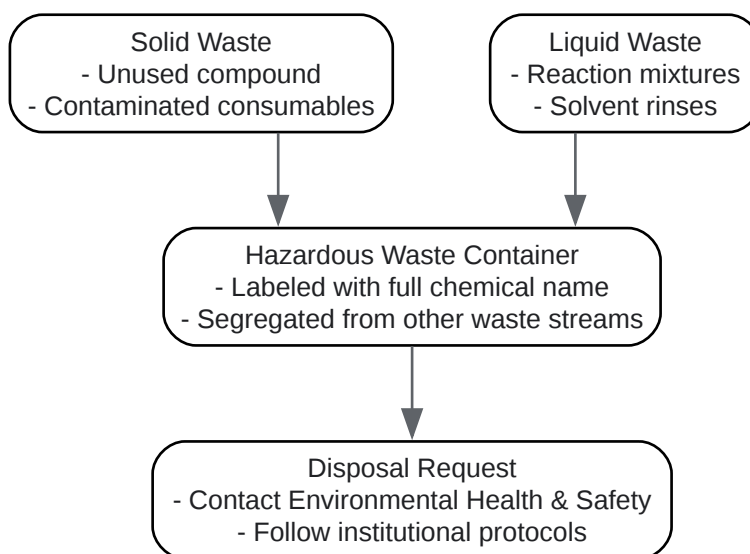 Solid Waste
- Unused compound
- Contaminated consumables
Liquid Waste
- Reaction mixtures
- Solvent rinses
Hazardous Waste Container
- Labeled with full chemical name
- Segregated from other waste streams
Disposal Request
- Contact Environmental Health & Safety
- Follow institutional protocols